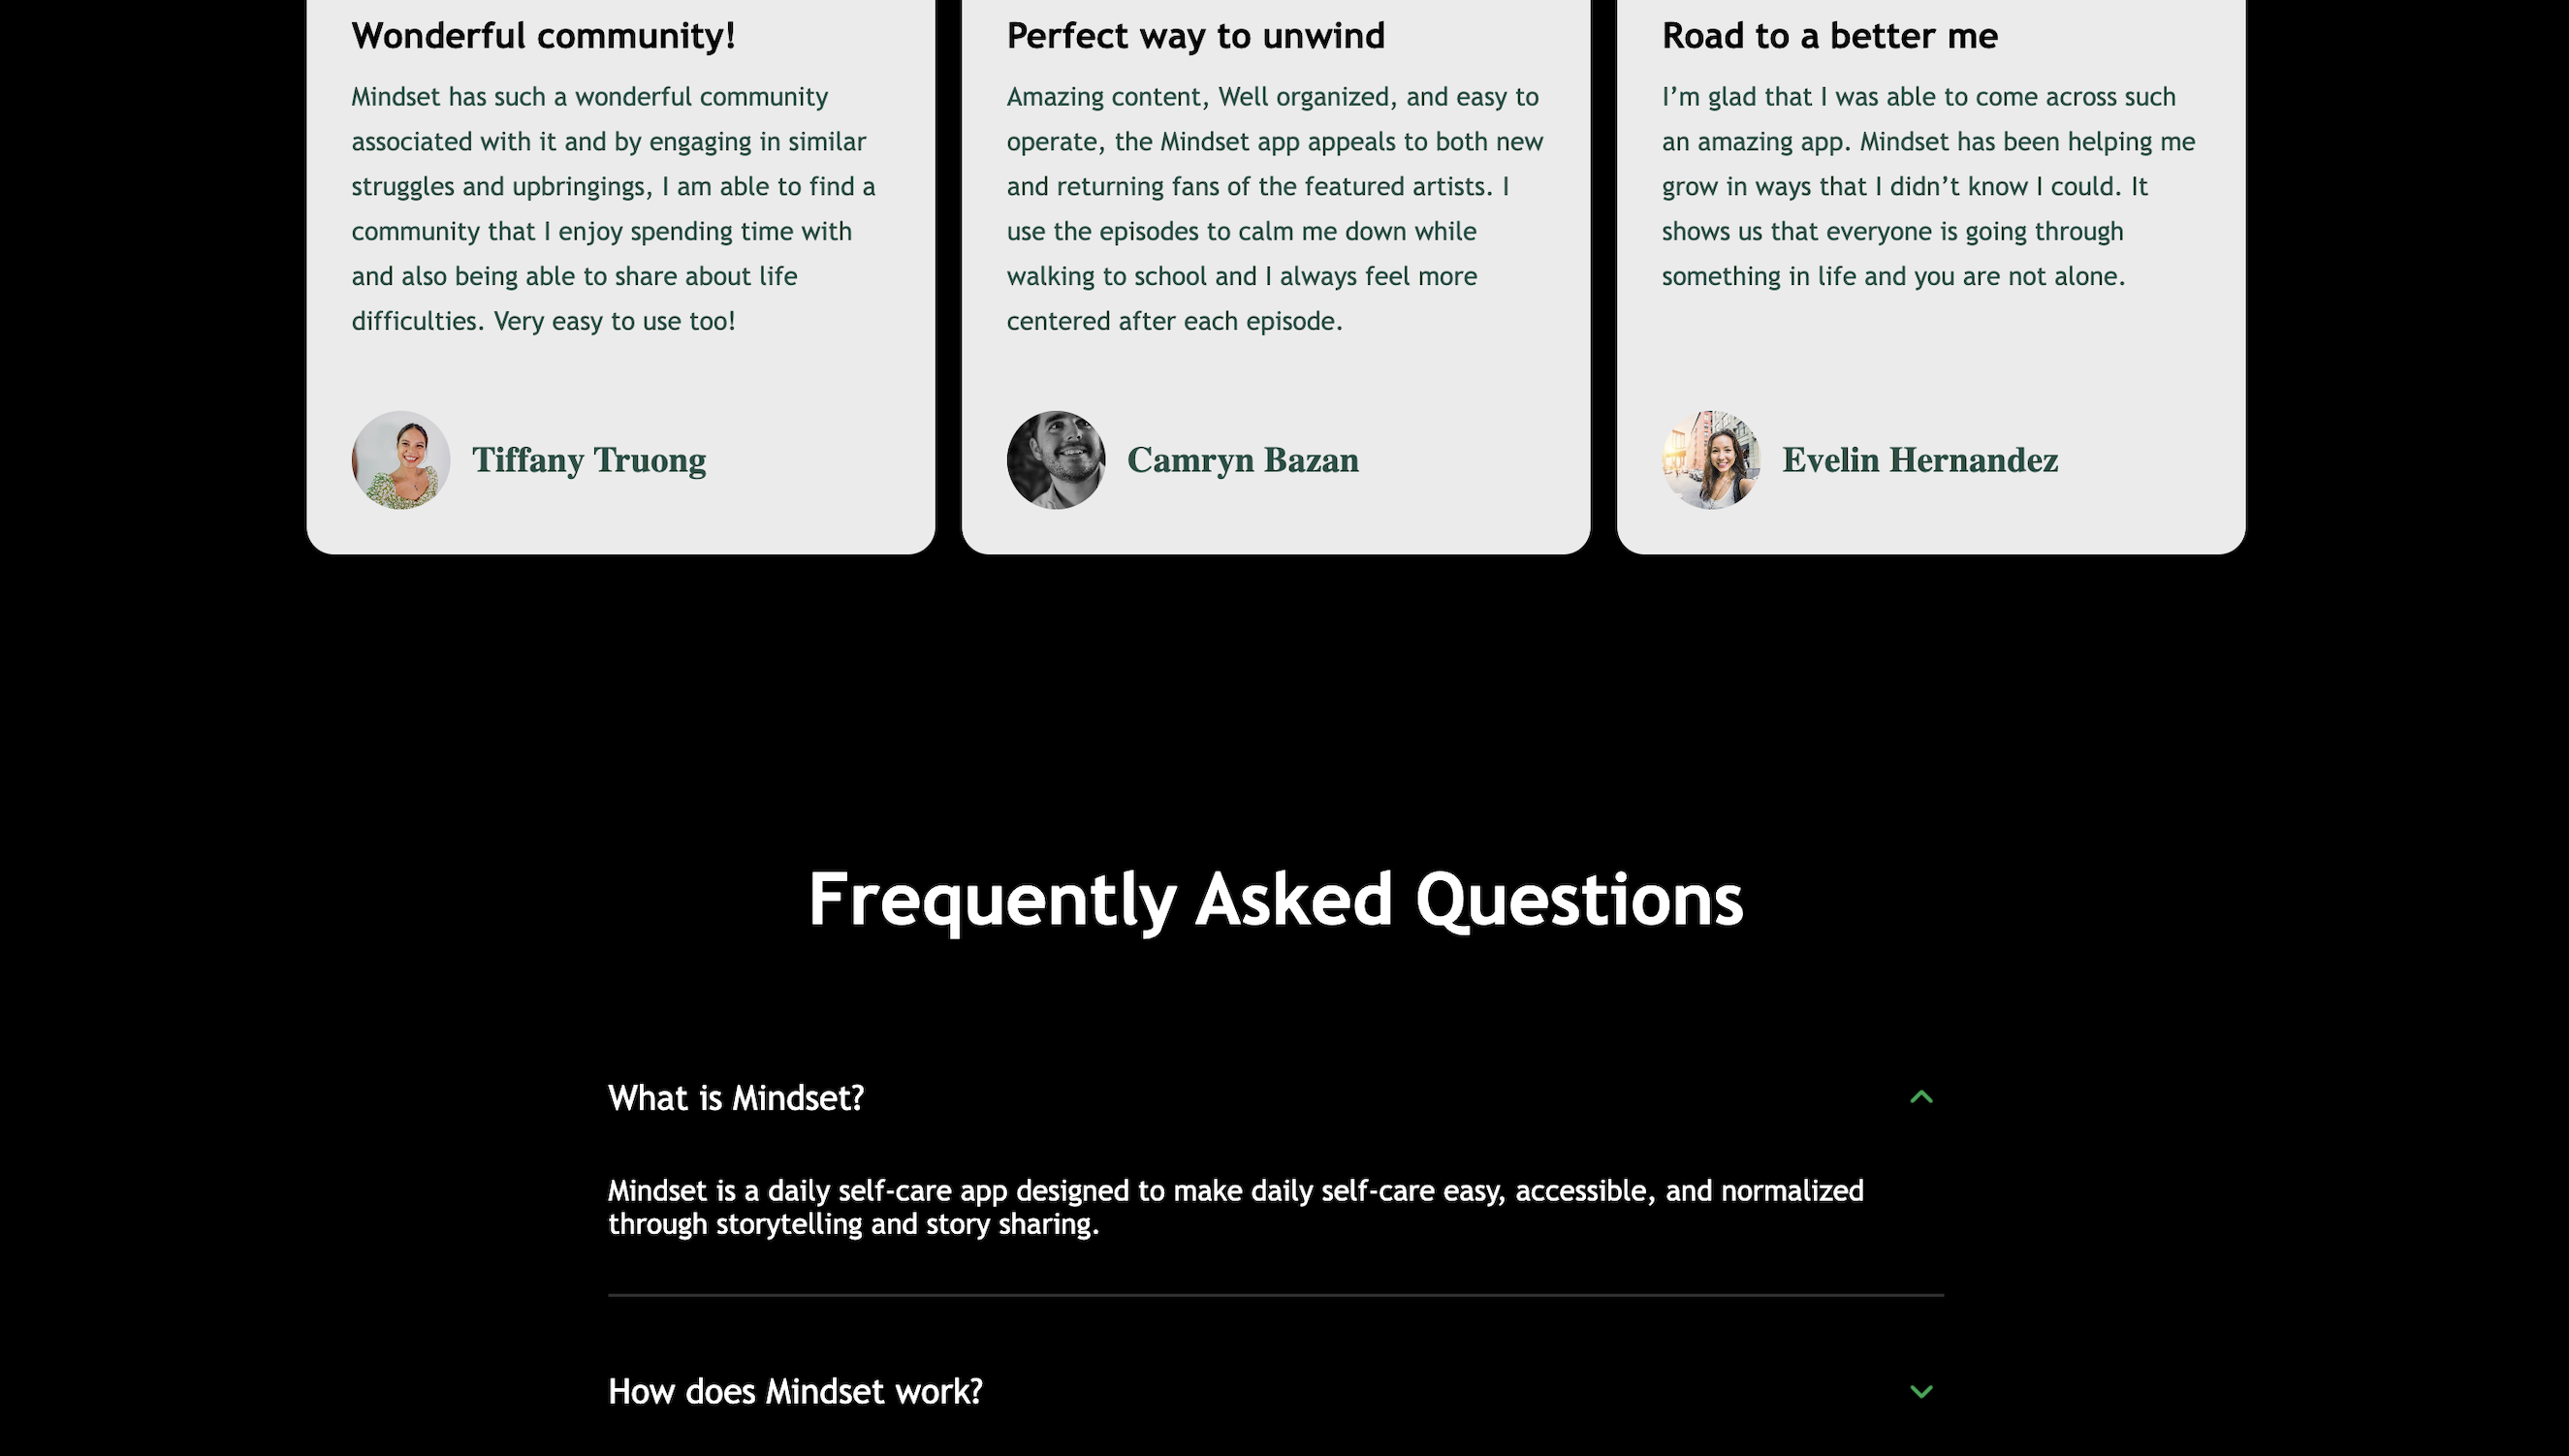 Wonderful community!
Mindset has such a wonderful community
associated with it and by engaging in similar
struggles and upbringings, I am able to find a
community that I enjoy spending time with
and also being able to share about life
difficulties. Very easy to use too!
Tiffany Truong
Perfect way to unwind
Amazing content, Well organized, and easy to
operate, the Mindset app appeals to both new
and returning fans of the featured artists. I
use the episodes to calm me down while
walking to school and I always feel more
centered after each episode.
Camryn Bazan
Road to a better me
I’m glad that I was able to come across such
an amazing app. Mindset has been helping me
grow in ways that I didn’t know I could. It
shows us that everyone is going through
something in life and you are not alone.
Evelin Hernandez
Frequently Asked Questions
What is Mindset?
Mindset is a daily self-care app designed to make daily self-care easy, accessible, and normalized
through storytelling and story sharing.
How does Mindset work?